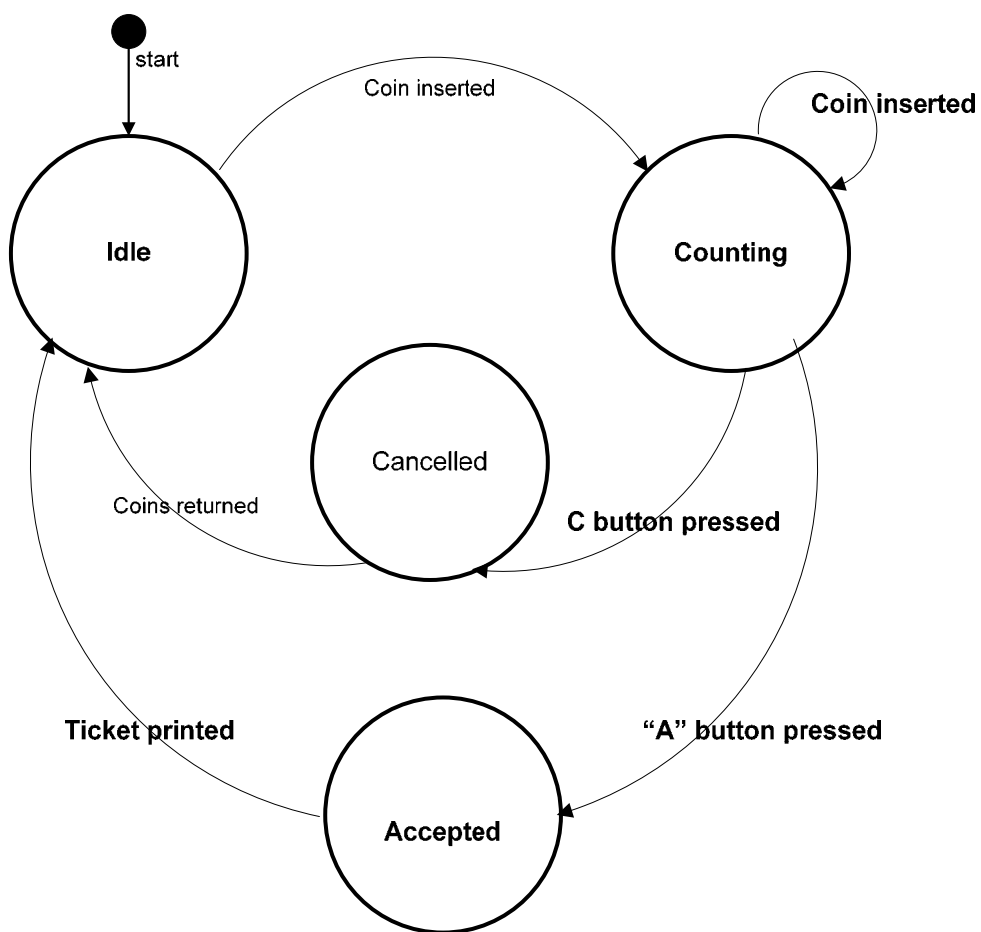 start
Coin inserted
Coin inserted
Idle
Counting
Cancelled
Coins returned
C button pressed
Ticket printed
“A” button pressed
Accepted